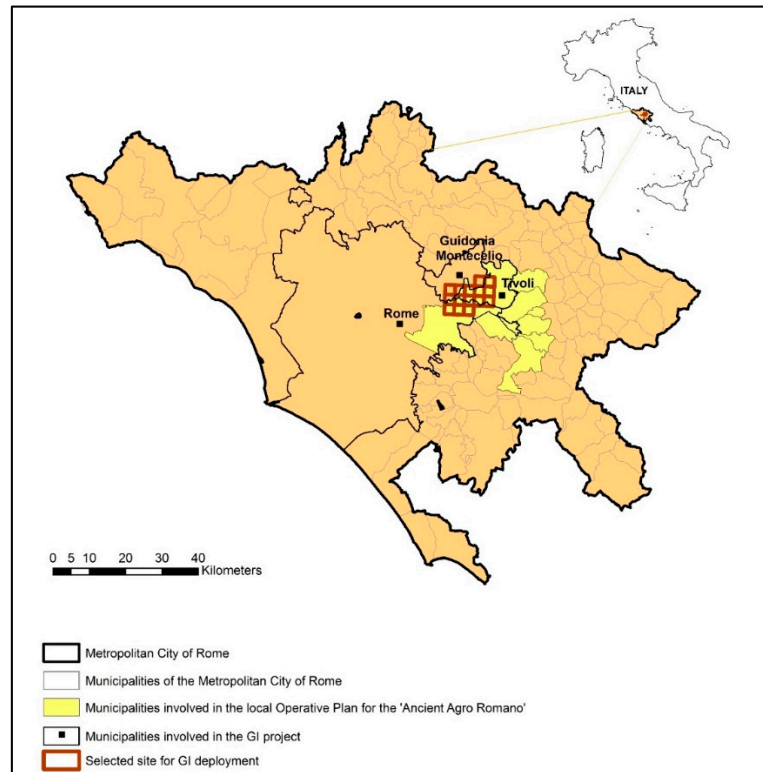 ITALY
Guidonia
Montecelio
Tivoli
Rome
0 5 10 20 30 40
Kilometers
Metropolitan City of Rome
Municipalities of the Metropolitan City of Rome
Municipalities involved in the local Operative Plan for the 'Ancient Agro Romano'
Municipalities involved in the GI project
Selected site for GI deployment